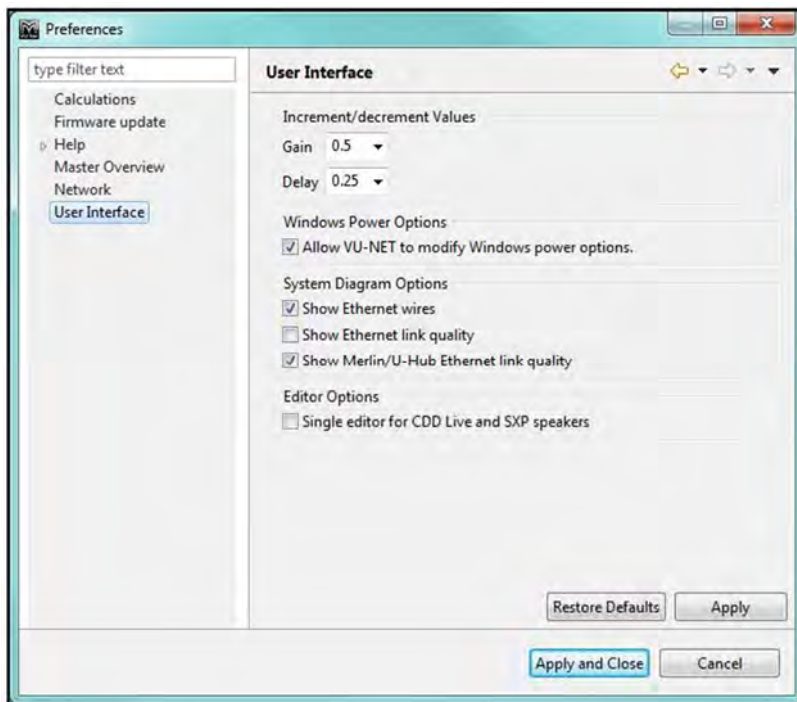 Preferences
type filter text
Calculations
Firmware update
Help
Master Overview
Network
User Interface
User Interface
Increment/decrement Values
Gain 0.5
Delay 0.25
Windows Power Options
Allow VU-NET to modify Windows power options.
System Diagram Options
Show Ethernet wires
Show Ethernet link quality
Show Merlin/U-Hub Ethernet link quality
Editor Options
Single editor for CDD Live and SXP speakers
Restore Defaults Apply
Apply and Close Cancel